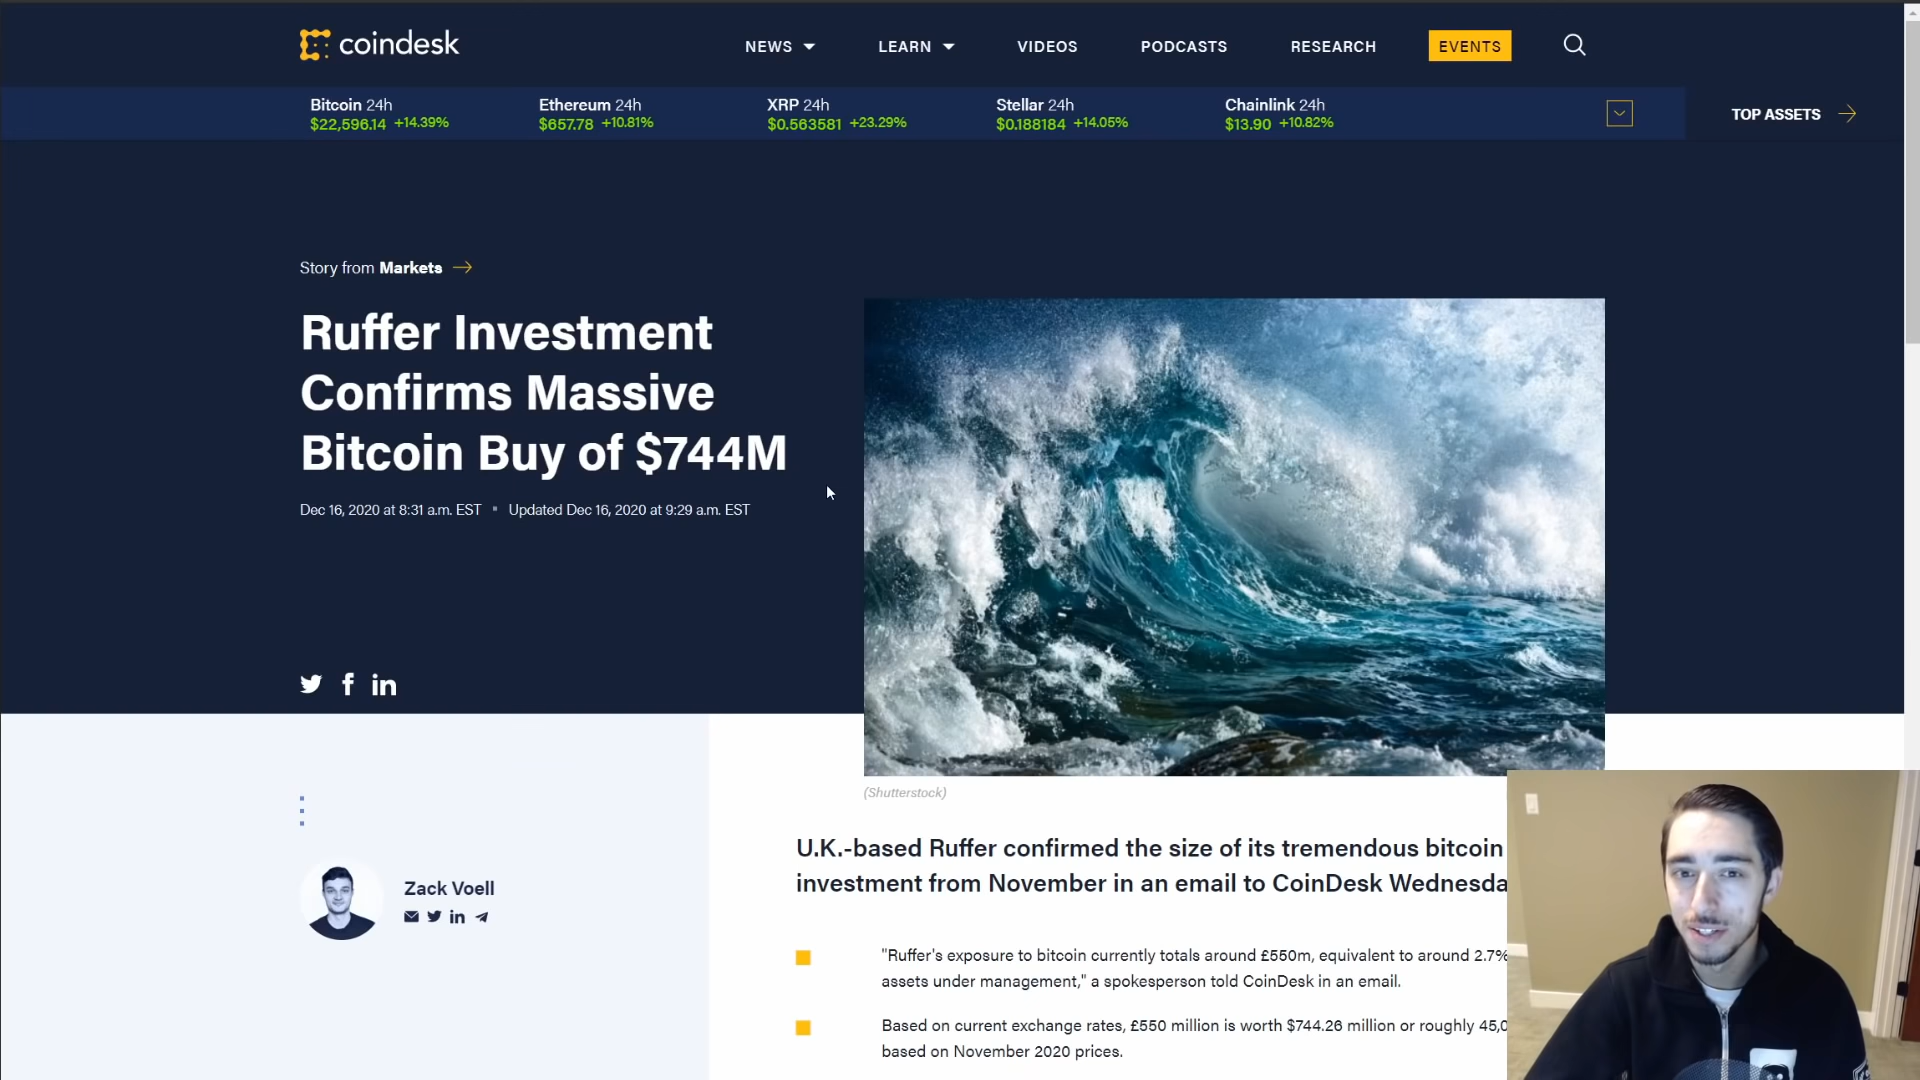 coindesk
NEWS
LEARN
VIDEOS
PODCASTS
RESEARCH
EVENTS
Bitcoin 24h
$22,596.14 +14.39%
Ethereum 24h
$657.78 +10.81%
XRP 24h
$0.563581 +23.29%
Stellar 24h
$0.188184 +14.05%
Chainlink 24h
$13.90 +10.82%
TOP ASSETS
Story from Markets
Ruffer Investment
Confirms Massive
Bitcoin Buy of $744M
Dec 16, 2020 at 8:31 a.m. EST ▪ Updated Dec 16, 2020 at 9:29 a.m. EST
(Shutterstock)
Zack Voell
U.K.-based Ruffer confirmed the size of its tremendous bitcoin
investment from November in an email to CoinDesk Wednesda
"Ruffer's exposure to bitcoin currently totals around £550m, equivalent to around 2.7%
assets under management," a spokesperson told CoinDesk in an email.
Based on current exchange rates, £550 million is worth $744.26 million or roughly 45,0
based on November 2020 prices.